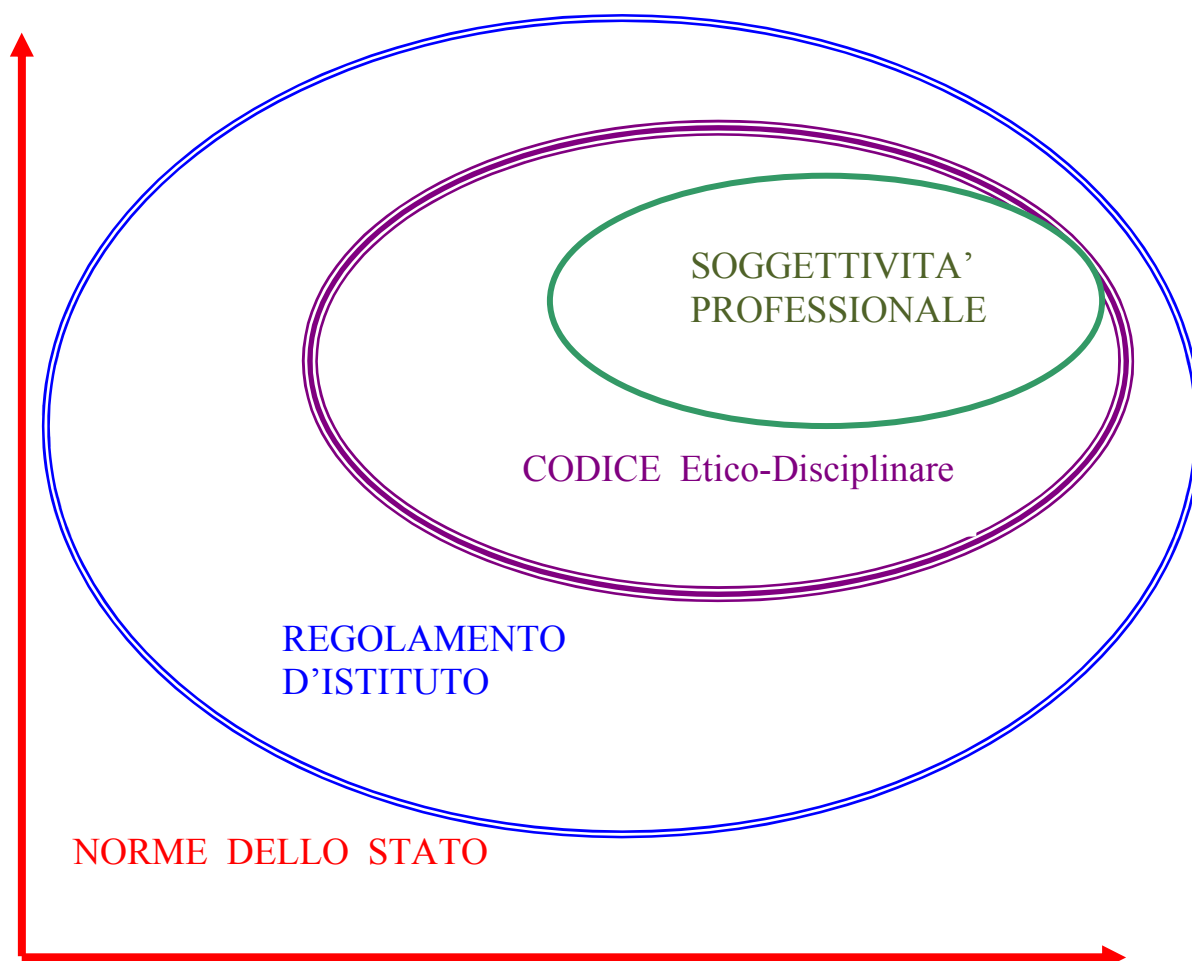 SOGGETTIVITA’
PROFESSIONALE
CODICE Etico-Disciplinare
REGOLAMENTO
D’ISTITUTO
NORME DELLO STATO